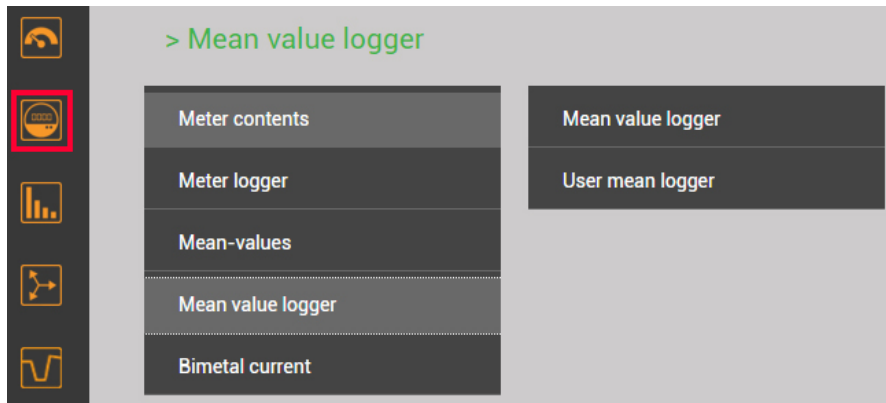 > Mean value logger
Meter contents
Meter logger
Mean-values
Mean value logger
Bimetal current
Mean value logger
User mean logger